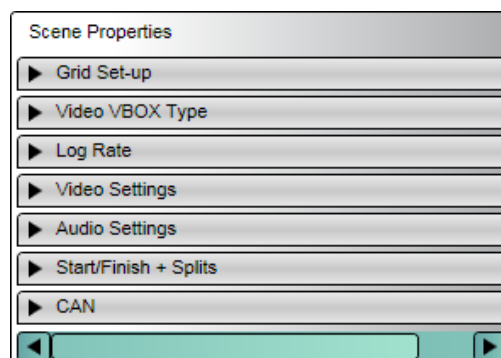 Scene Properties
Grid Set-up
Video VBOX Type
Log Rate
Video Settings
Audio Settings
Start/Finish + Splits
CAN